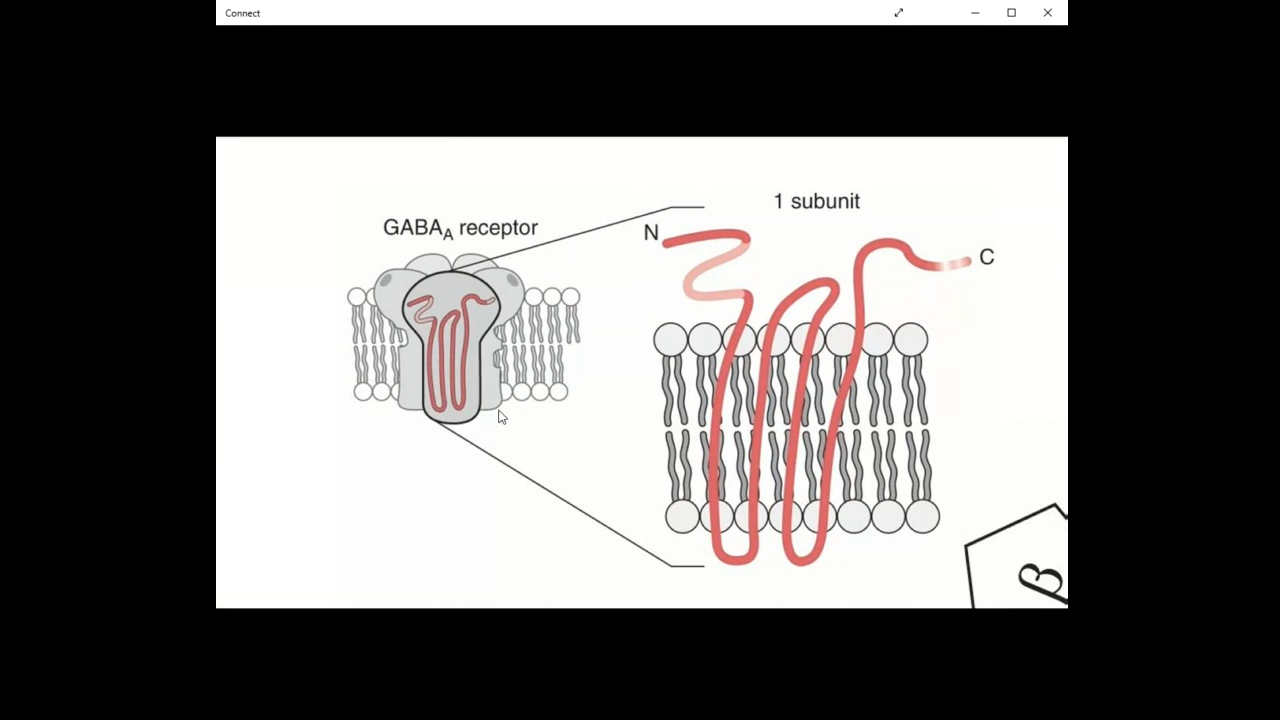 Connect
1 subunit
GABAA receptor
N
C
β